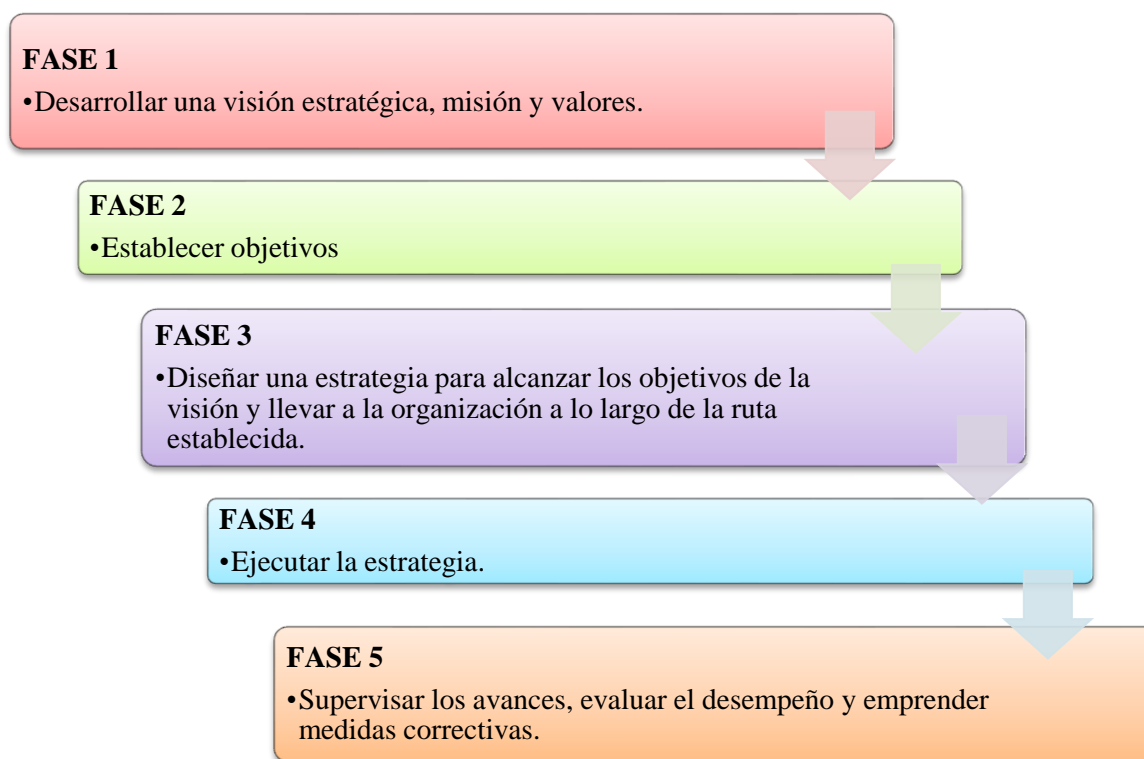 FASE 1
•Desarrollar una visión estratégica, misión y valores.
FASE 2
•Establecer objetivos
FASE 3
•Diseñar una estrategia para alcanzar los objetivos de la
visión y llevar a la organización a lo largo de la ruta
establecida.
FASE 4
•Ejecutar la estrategia.
FASE 5
•Supervisar los avances, evaluar el desempeño y emprender
medidas correctivas.